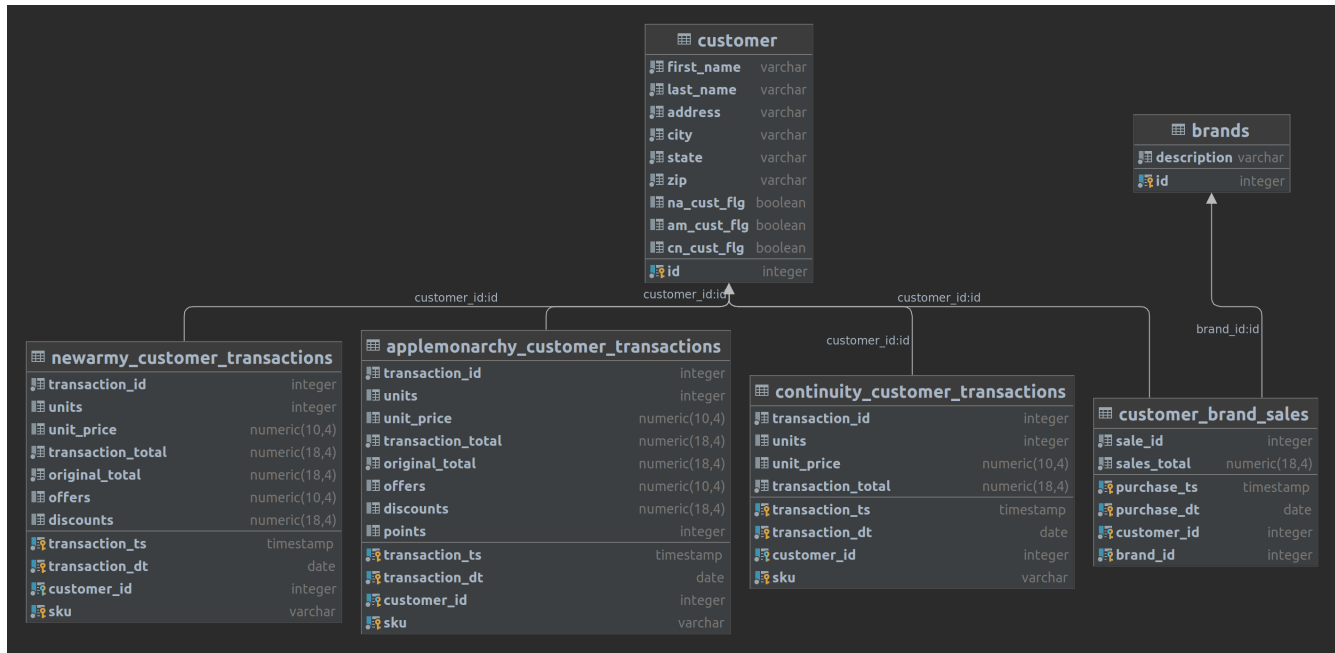 customer
first_name varchar
last_name varchar
address varchar
city varchar
state varchar
zip varchar
na_cust_flg boolean
am_cust_flg boolean
cn_cust_flg boolean
id integer
brands
description varchar
id integer
customer_id:id
customer_id:id
customer_id:id
customer_id:id
brand_id:id
newarmy_customer_transactions
transaction_id integer
units integer
unit_price numeric(10,4)
transaction_total numeric(18,4)
original_total numeric(18,4)
offers numeric(10,4)
discounts numeric(18,4)
transaction_ts timestamp
transaction_dt date
customer_id integer
sku varchar
applemonarchy_customer_transactions
transaction_id integer
units integer
unit_price numeric(10,4)
transaction_total numeric(18,4)
original_total numeric(18,4)
offers numeric(10,4)
discounts numeric(18,4)
points integer
transaction_ts timestamp
transaction_dt date
customer_id integer
sku varchar
continuity_customer_transactions
transaction_id integer
units integer
unit_price numeric(10,4)
transaction_total numeric(18,4)
transaction_ts timestamp
transaction_dt date
customer_id integer
sku varchar
customer_brand_sales
sale_id integer
sales_total numeric(18,4)
purchase_ts timestamp
purchase_dt date
customer_id integer
brand_id integer